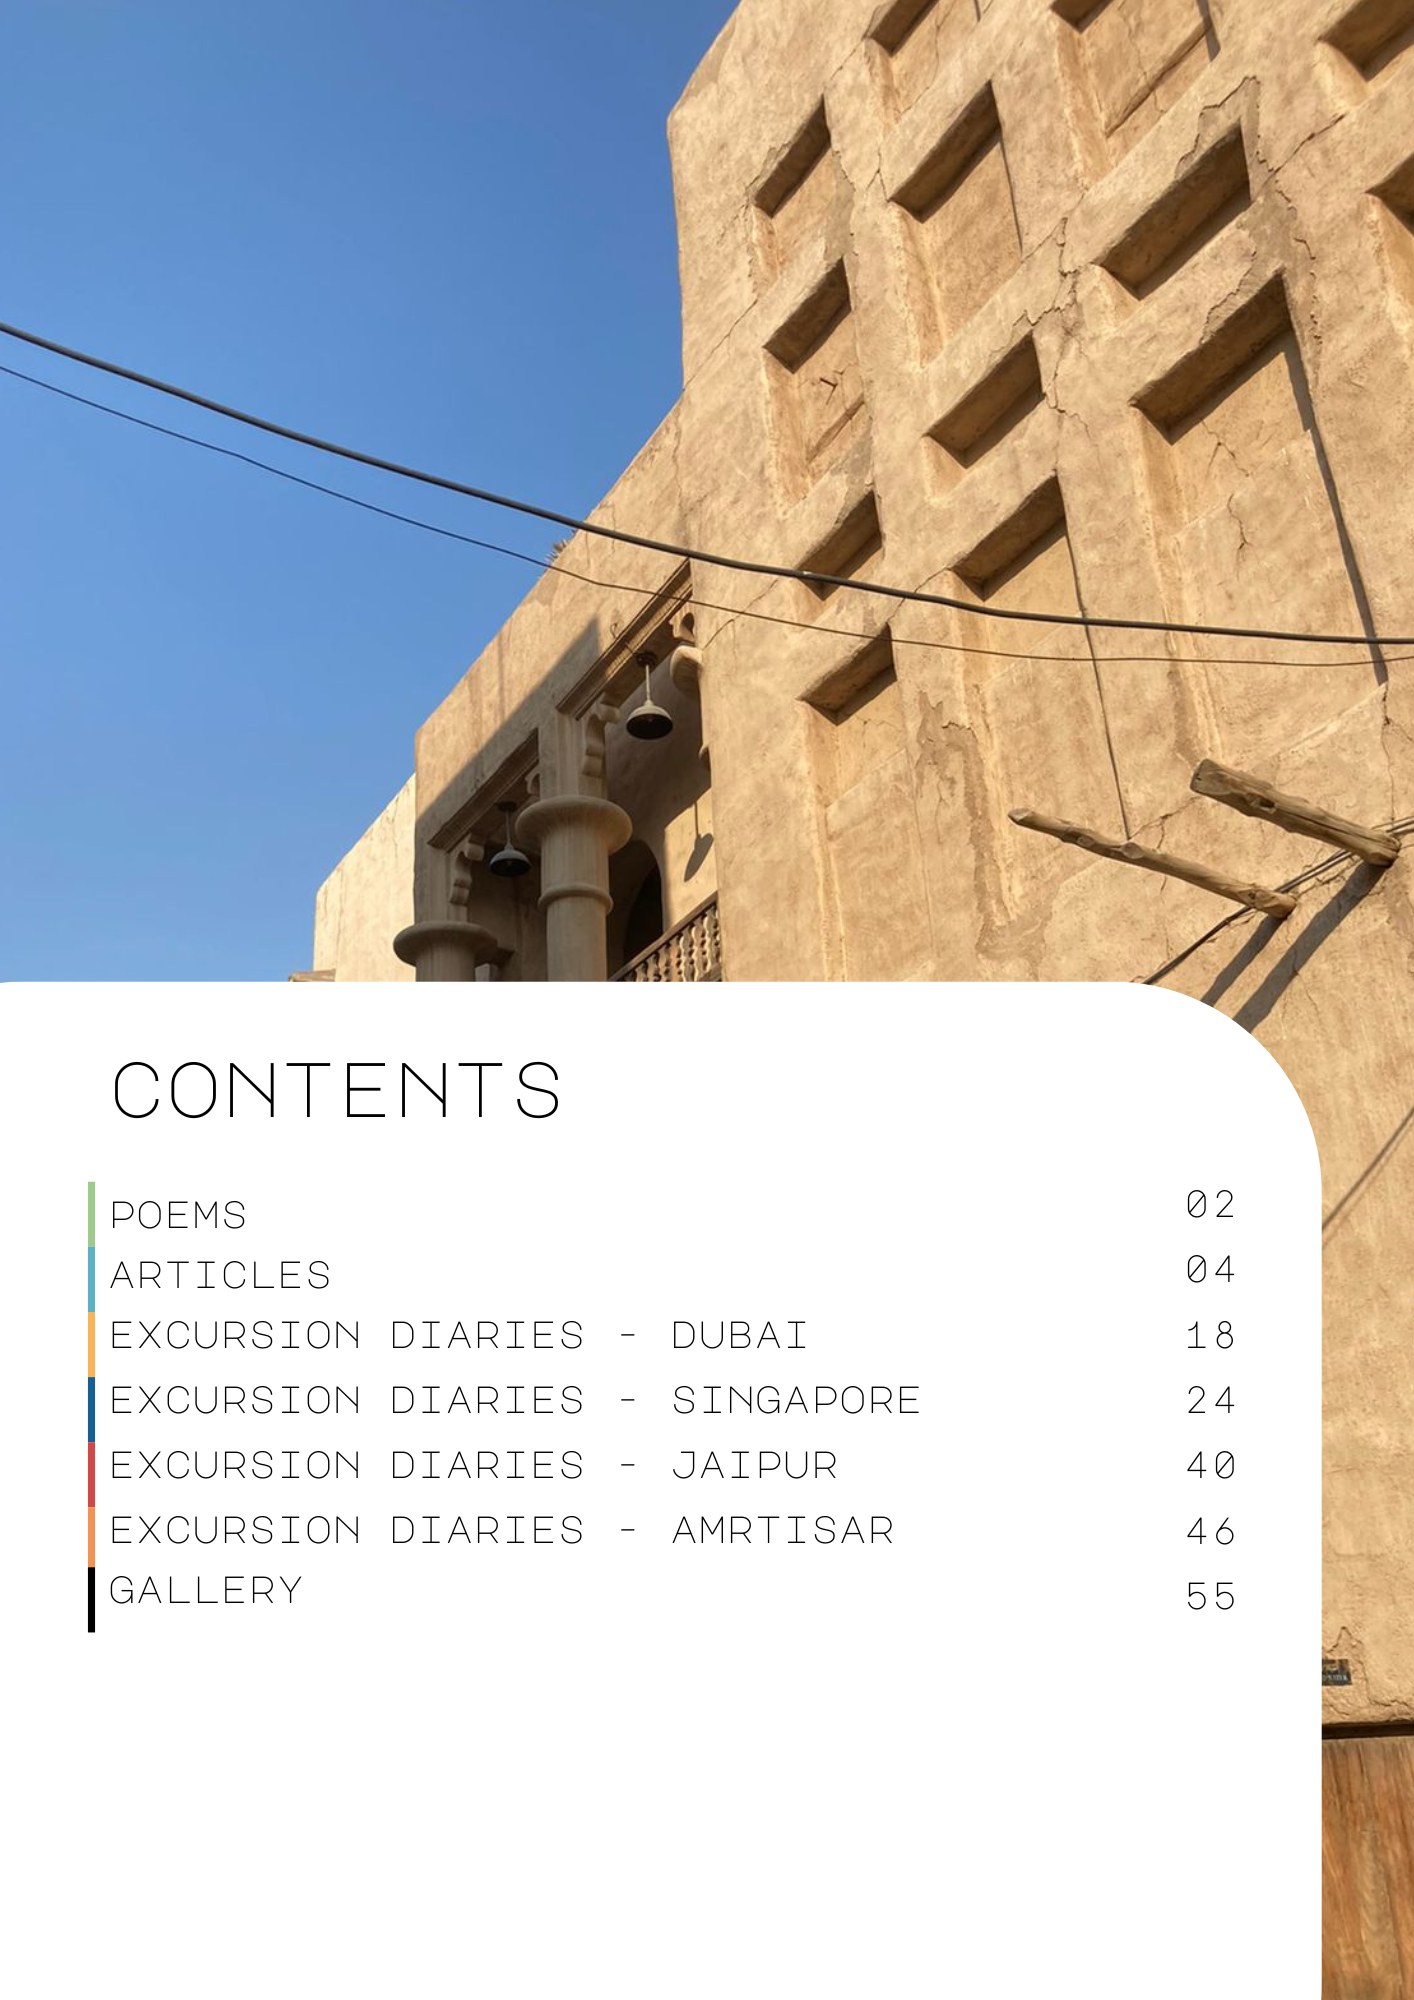 CONTENTS
POEMS 02
ARTICLES 04
EXCURSION DIARIES - DUBAI 18
EXCURSION DIARIES - SINGAPORE 24
EXCURSION DIARIES - JAIPUR 40
EXCURSION DIARIES - AMRTISAR 46
GALLERY 55